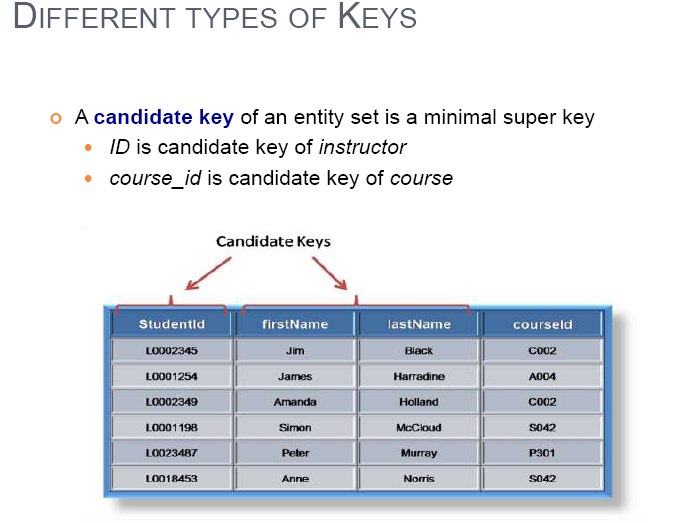 DIFFERENT TYPES OF KEYS
A candidate key of an entity set is a minimal super key
ID is candidate key of instructor
course_id is candidate key of course
Candidate Keys
StudentId firstName lastName courseId
L0002345 Jim Black C002
L0001254 James Harradine A004
L0002349 Amanda Holland C002
L0001198 Simon McCloud S042
L0023487 Peter Murray P301
L0018453 Anne Norris S042